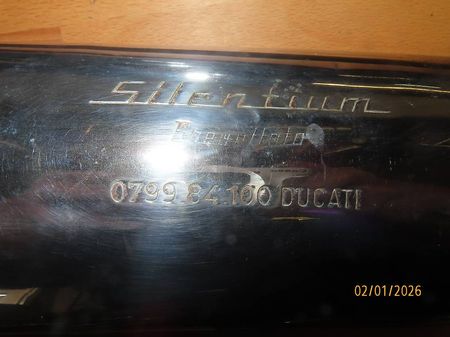 Silentium
Brevettato
0799.84.100 DUCATI
02/01/2026